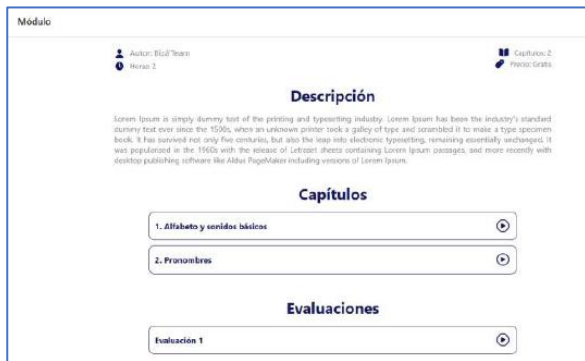 Módulo
Autor: Bizil Team
Capítulos: 2
Horas: 2
Precio: Gratis
Descripción
Lorem Ipsum is simply dummy text of the printing and typesetting industry. Lorem Ipsum has been the industry's standard
dummy text ever since the 1500s, when an unknown printer took a galley of type and scrambled it to make a type specimen
book. It has survived not only five centuries, but also the leap into electronic typesetting, remaining essentially unchanged. It
was popularised in the 1960s with the release of Letraset sheets containing Lorem Ipsum passages, and more recently with
desktop publishing software like Aldus PageMaker including versions of Lorem Ipsum.
Capítulos
1. Alfabeto y sonidos básicos
2. Pronombres
Evaluaciones
Evaluación 1